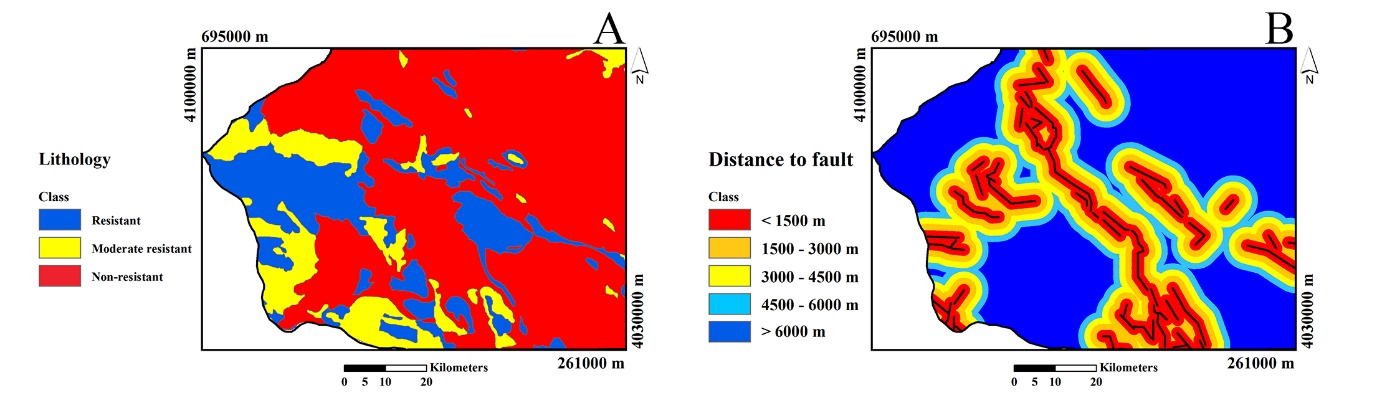 A
695000 m
4100000 m
N
Lithology
Class
Resistant
Moderate resistant
Non-resistant
4030000 m
261000 m
Kilometers
0 5 10 20
B
695000 m
4100000 m
N
Distance to fault
Class
< 1500 m
1500 - 3000 m
3000 - 4500 m
4500 - 6000 m
> 6000 m
4030000 m
261000 m
Kilometers
0 5 10 20